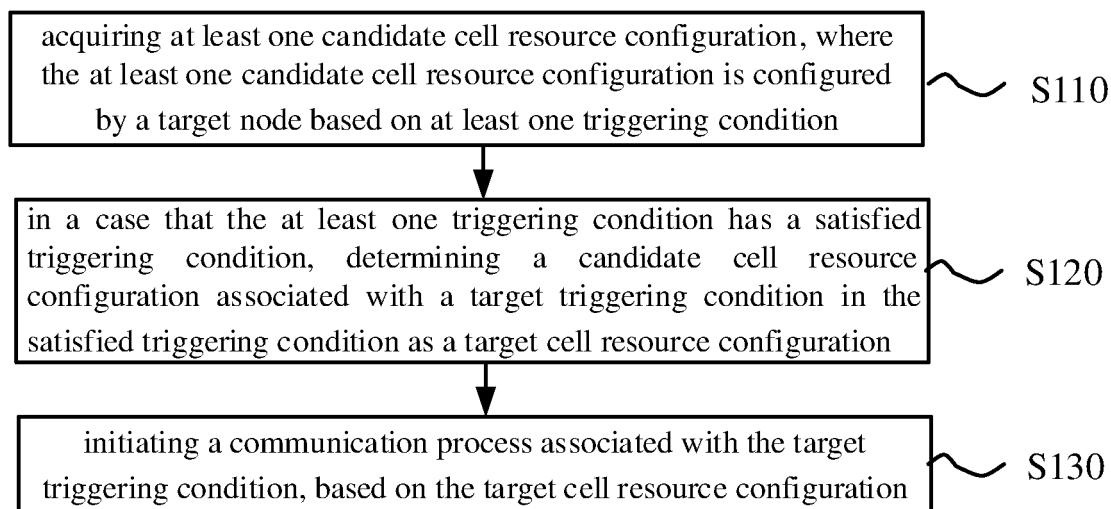 acquiring at least one candidate cell resource configuration, where
the at least one candidate cell resource configuration is configured
by a target node based on at least one triggering condition
S110
in a case that the at least one triggering condition has a satisfied
triggering condition, determining a candidate cell resource
configuration associated with a target triggering condition in the
satisfied triggering condition as a target cell resource configuration
S120
initiating a communication process associated with the target
triggering condition, based on the target cell resource configuration
S130